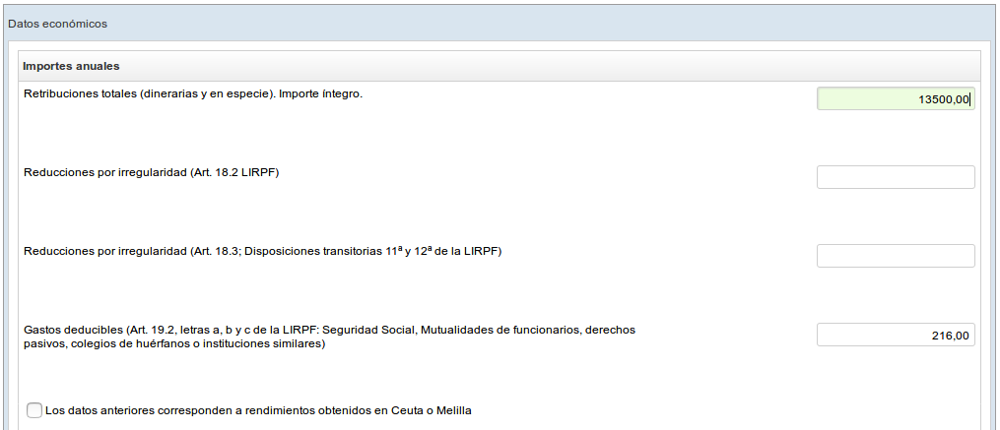 Datos económicos
Importes anuales
Retribuciones totales (dinerarias y en especie). Importe íntegro.
13500,00
Reducciones por irregularidad (Art. 18.2 LIRPF)
Reducciones por irregularidad (Art. 18.3; Disposiciones transitorias 11ª y 12ª de la LIRPF)
Gastos deducibles (Art. 19.2, letras a, b y c de la LIRPF: Seguridad Social, Mutualidades de funcionarios, derechos
pasivos, colegios de huérfanos o instituciones similares)
216,00
Los datos anteriores corresponden a rendimientos obtenidos en Ceuta o Melilla